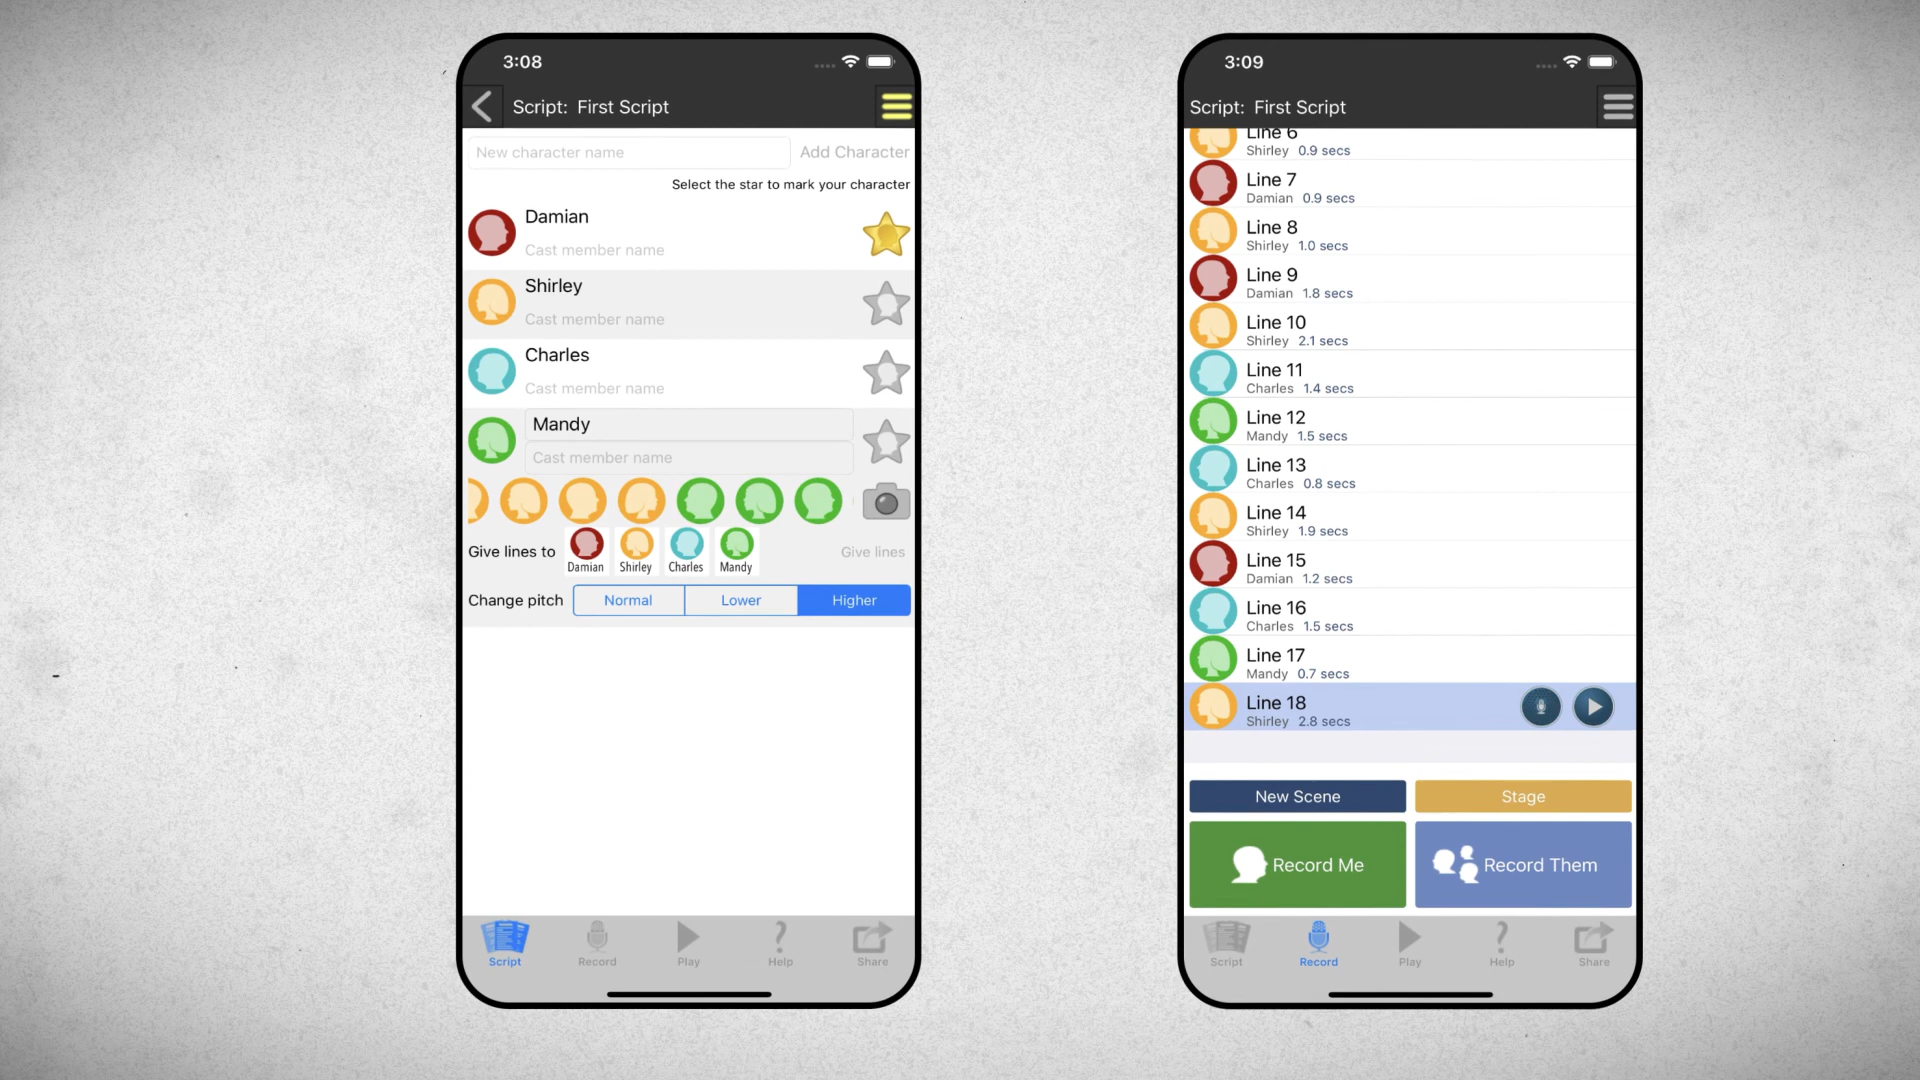 3:08
Script: First Script
New character name
Add Character
Select the star to mark your character
Damian
Cast member name
Shirley
Cast member name
Charles
Cast member name
Mandy
Cast member name
Give lines to
Damian
Shirley
Charles
Mandy
Give lines
Change pitch
Normal
Lower
Higher
Script
Record
Play
Help
Share
3:09
Script: First Script
Line 6
Shirley 0.9 secs
Line 7
Damian 0.9 secs
Line 8
Shirley 1.0 secs
Line 9
Damian 1.8 secs
Line 10
Shirley 2.1 secs
Line 11
Charles 1.4 secs
Line 12
Mandy 1.5 secs
Line 13
Charles 0.8 secs
Line 14
Shirley 1.9 secs
Line 15
Damian 1.2 secs
Line 16
Charles 1.5 secs
Line 17
Mandy 0.7 secs
Line 18
Shirley 2.8 secs
New Scene
Stage
Record Me
Record Them
Script
Record
Play
Help
Share